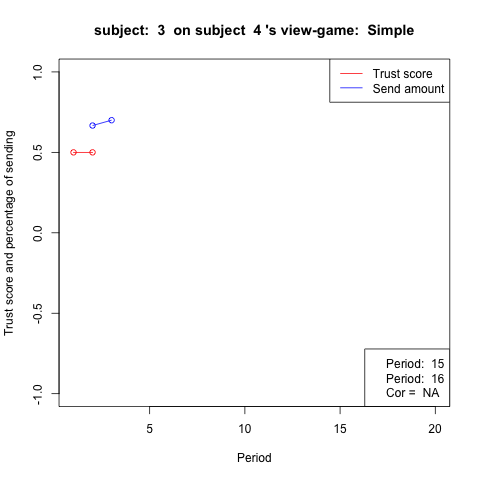 subject: 3 on subject 4 's view-game: Simple
Trust score
Send amount
1.0
0.5
0.0
-0.5
-1.0
Trust score and percentage of sending
Period: 15
Period: 16
Cor = NA
5 10 15 20
Period